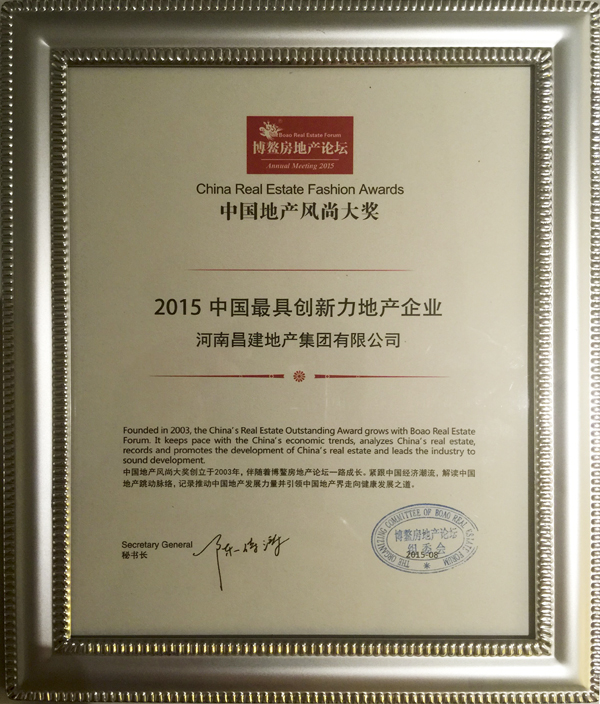 Boao Real Estate Forum
博鳌房地产论坛
Annual Meeting 2015
China Real Estate Fashion Awards
中国地产风尚大奖
2015 中国最具创新力地产企业
河南昌建地产集团有限公司
Founded in 2003, the China's Real Estate Outstanding Award grows with Boao Real Estate
Forum. It keeps pace with the China's economic trends, analyzes China's real estate,
records and promotes the development of China's real estate and leads the industry to
sound development.
中国地产风尚大奖创立于2003年，伴随着博鳌房地产论坛一路成长。紧跟中国经济潮流，解读中国
地产跳动脉络，记录推动中国地产发展力量并引领中国地产界走向健康发展之道。
Secretary General
秘书长
THE ORGANIZING COMMITTEE OF BOAO REAL ESTATE FORUM
博鳌房地产论坛
组委会
2015-08